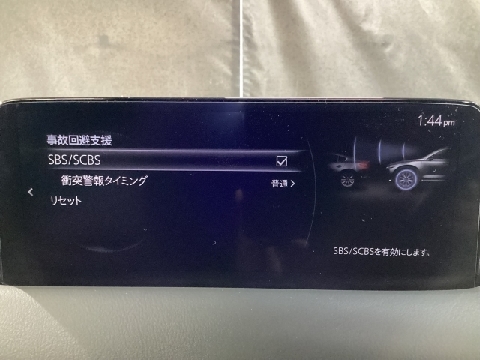 1:44pm
事故回避支援
SBS/SCBS
衝突警報タイミング 普通
リセット
SBS/SCBSを有効にします。